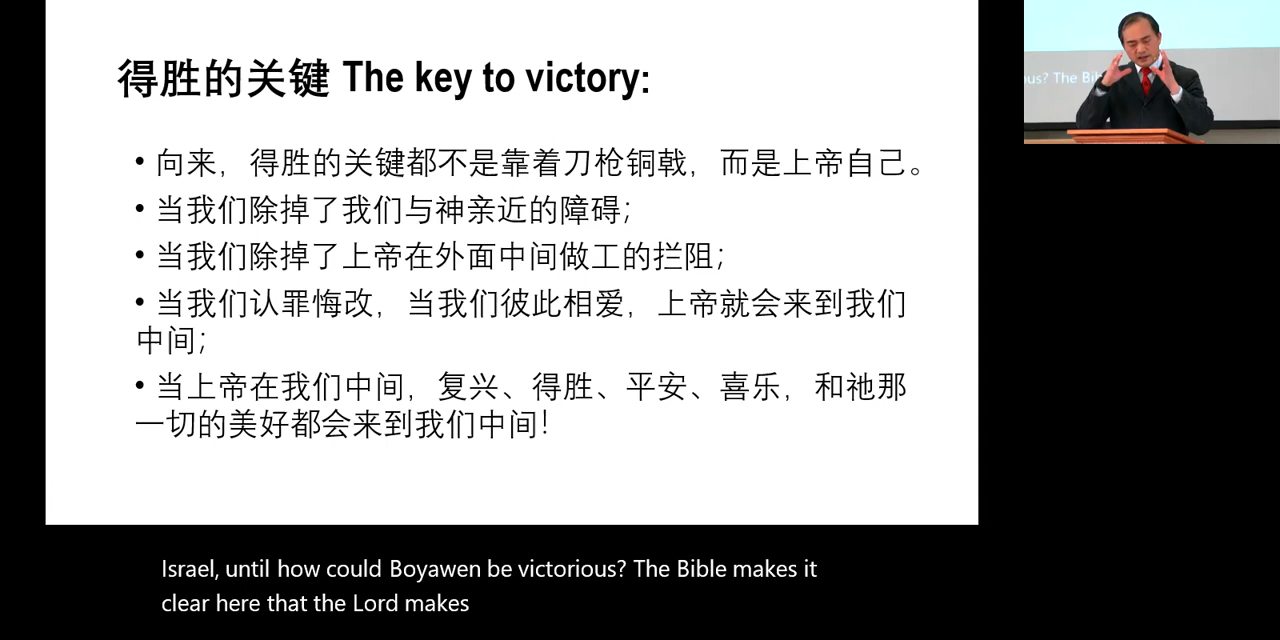 得胜的关键 The key to victory:
• 向来，得胜的关键都不是靠着刀枪铜戟，而是上帝自己。
• 当我们除掉了我们与神亲近的障碍；
• 当我们除掉了上帝在外面中间做工的拦阻；
• 当我们认罪悔改，当我们彼此相爱，上帝就会来到我们
中间；
• 当上帝在我们中间，复兴、得胜、平安、喜乐，和祂那
一切的美好都会来到我们中间！
ous? The Bib
Israel, until how could Boyawen be victorious? The Bible makes it
clear here that the Lord makes